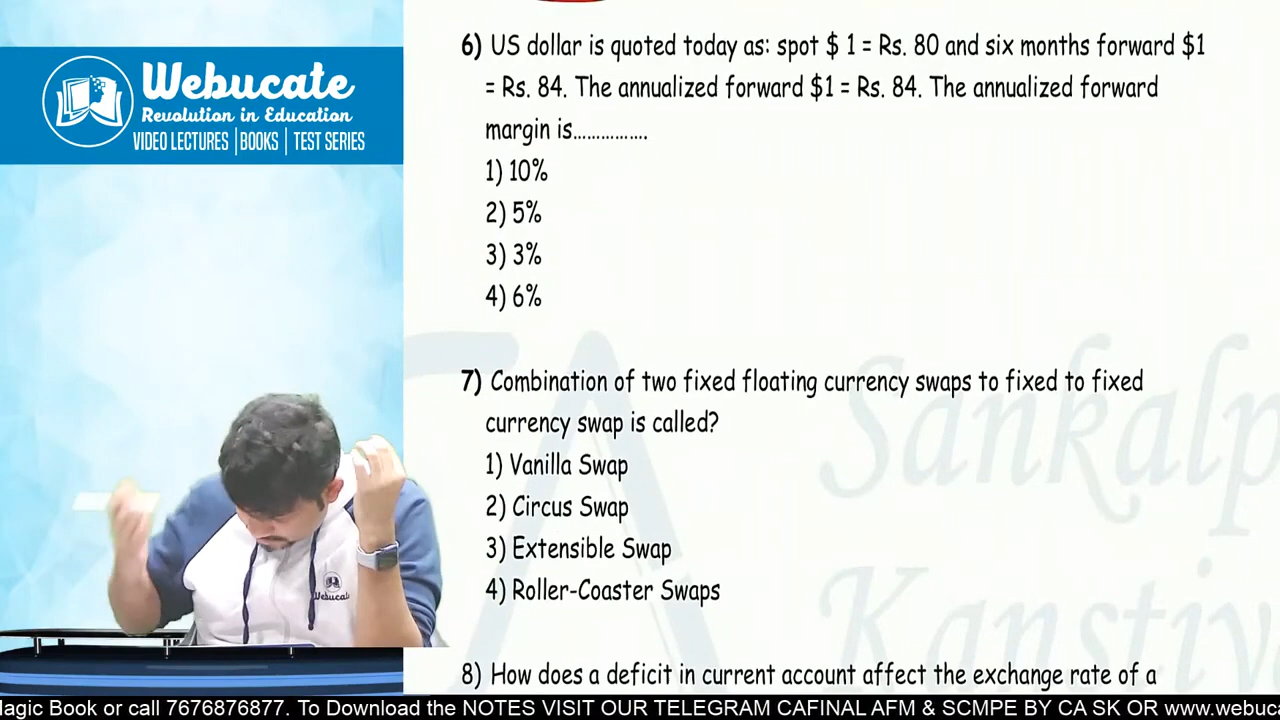 Webucate
Revolution in Education
VIDEO LECTURES | BOOKS | TEST SERIES
6) US dollar is quoted today as: spot $ 1 = Rs. 80 and six months forward $1
= Rs. 84. The annualized forward $1 = Rs. 84. The annualized forward
margin is...............
1) 10%
2) 5%
3) 3%
4) 6%
7) Combination of two fixed floating currency swaps to fixed to fixed
currency swap is called?
1) Vanilla Swap
2) Circus Swap
3) Extensible Swap
4) Roller-Coaster Swaps
8) How does a deficit in current account affect the exchange rate of a
Sankalp
Kanstiy
Webucat
lagic Book or call 7676876877. To Download the NOTES VISIT OUR TELEGRAM CAFINAL AFM & SCMPE BY CA SK OR www.webuca